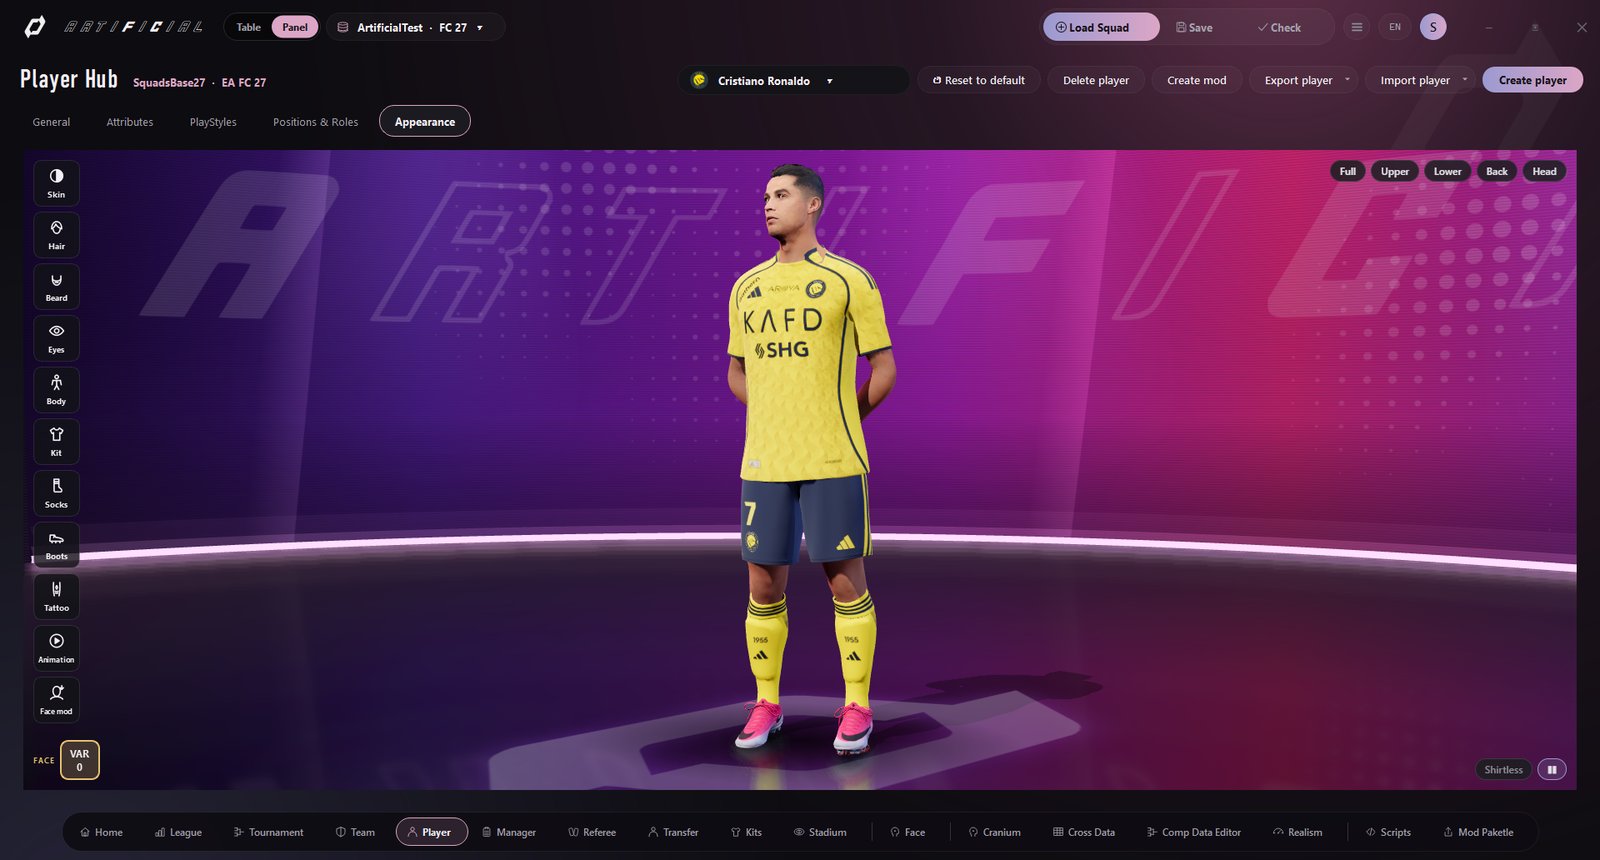 ARTIFICIAL
Table Panel
ArtificialTest · FC 27
Load Squad Save Check
EN S
Player Hub SquadsBase27 · EA FC 27
Cristiano Ronaldo
Reset to default Delete player Create mod Export player Import player Create player
General Attributes PlayStyles Positions & Roles Appearance
Full Upper Lower Back Head
Skin
Hair
Beard
Eyes
Body
Kit
Socks
Boots
Tattoo
Animation
Face mod
FACE VAR
0
ARTIFICI
KAFD
SHG
7
1955 1955
Shirtless
Home League Tournament Team Player Manager Referee Transfer Kits Stadium Face Cranium Cross Data Comp Data Editor Realism Scripts Mod Paketle